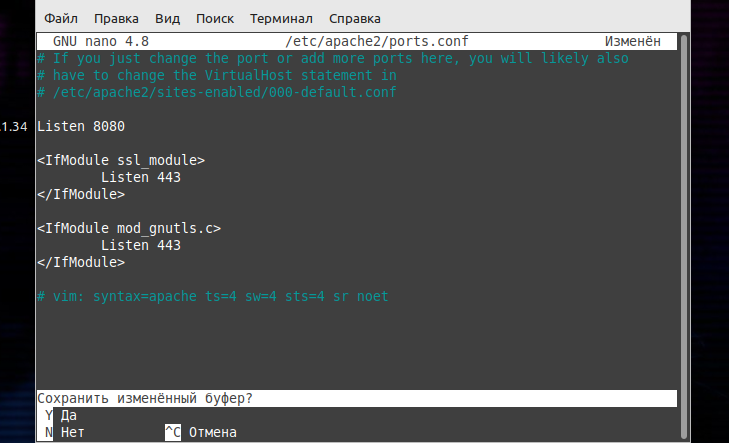 Файл Правка Вид Поиск Терминал Справка
GNU nano 4.8 /etc/apache2/ports.conf Изменён
# If you just change the port or add more ports here, you will likely also
# have to change the VirtualHost statement in
# /etc/apache2/sites-enabled/000-default.conf
.1.34
Listen 8080
<IfModule ssl_module>
Listen 443
</IfModule>
<IfModule mod_gnutls.c>
Listen 443
</IfModule>
# vim: syntax=apache ts=4 sw=4 sts=4 sr noet
Сохранить изменённый буфер?
Y Да
N Нет ^C Отмена